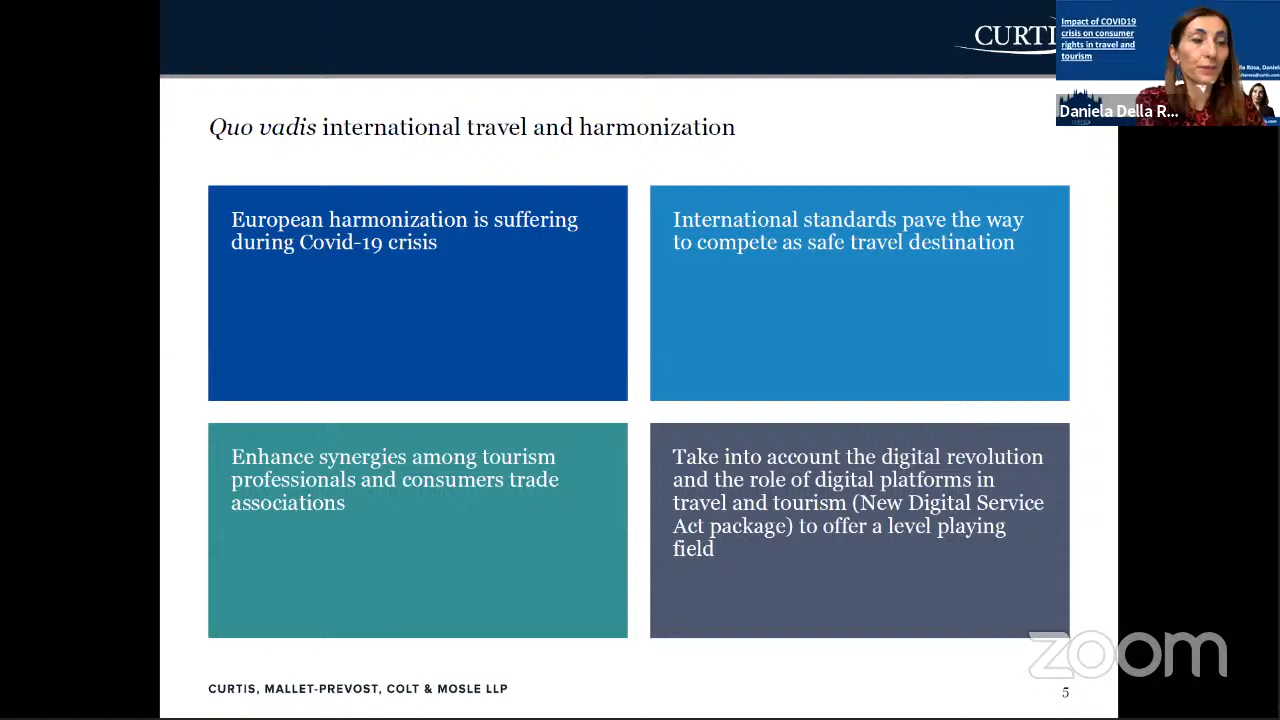 CURTI
Impact of COVID19
crisis on consumer
rights in travel and
tourism
Daniela Della R...
Quo vadis international travel and harmonization
European harmonization is suffering
during Covid-19 crisis
International standards pave the way
to compete as safe travel destination
Enhance synergies among tourism
professionals and consumers trade
associations
Take into account the digital revolution
and the role of digital platforms in
travel and tourism (New Digital Service
Act package) to offer a level playing
field
zoom
CURTIS, MALLET-PREVOST, COLT & MOSLE LLP
5